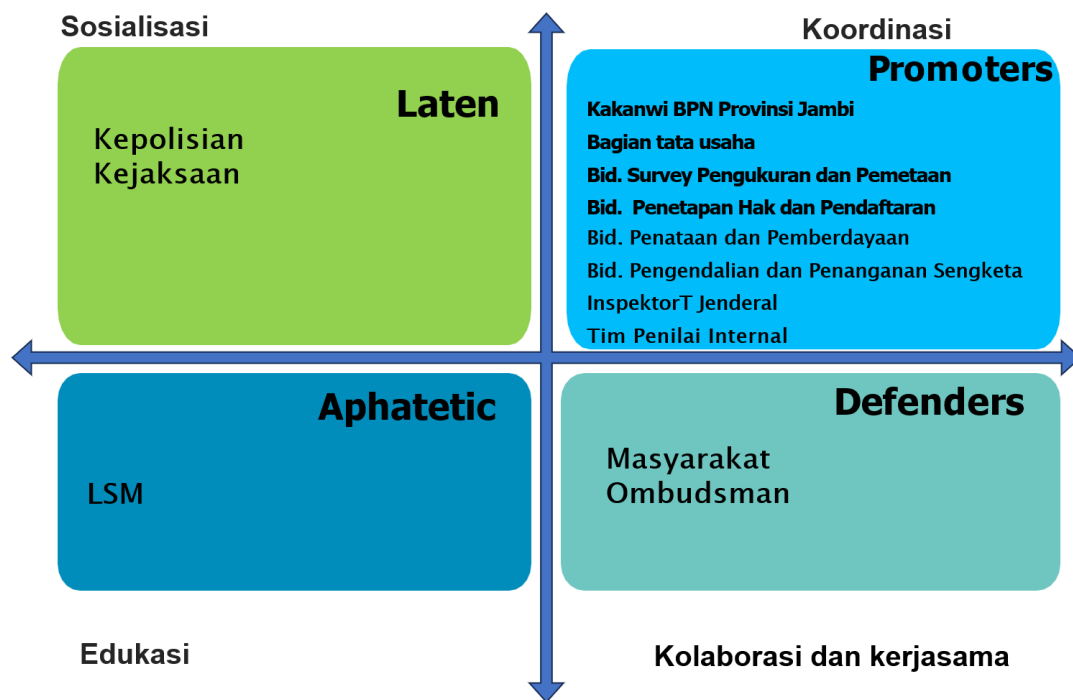 Sosialisasi
Koordinasi
Laten
Kepolisian
Kejaksaan
Promoters
Kakanwi BPN Provinsi Jambi
Bagian tata usaha
Bid. Survey Pengukuran dan Pemetaan
Bid. Penetapan Hak dan Pendaftaran
Bid. Penataan dan Pemberdayaan
Bid. Pengendalian dan Penanganan Sengketa
InspektorT Jenderal
Tim Penilai Internal
Aphatetic
LSM
Defenders
Masyarakat
Ombudsman
Edukasi
Kolaborasi dan kerjasama